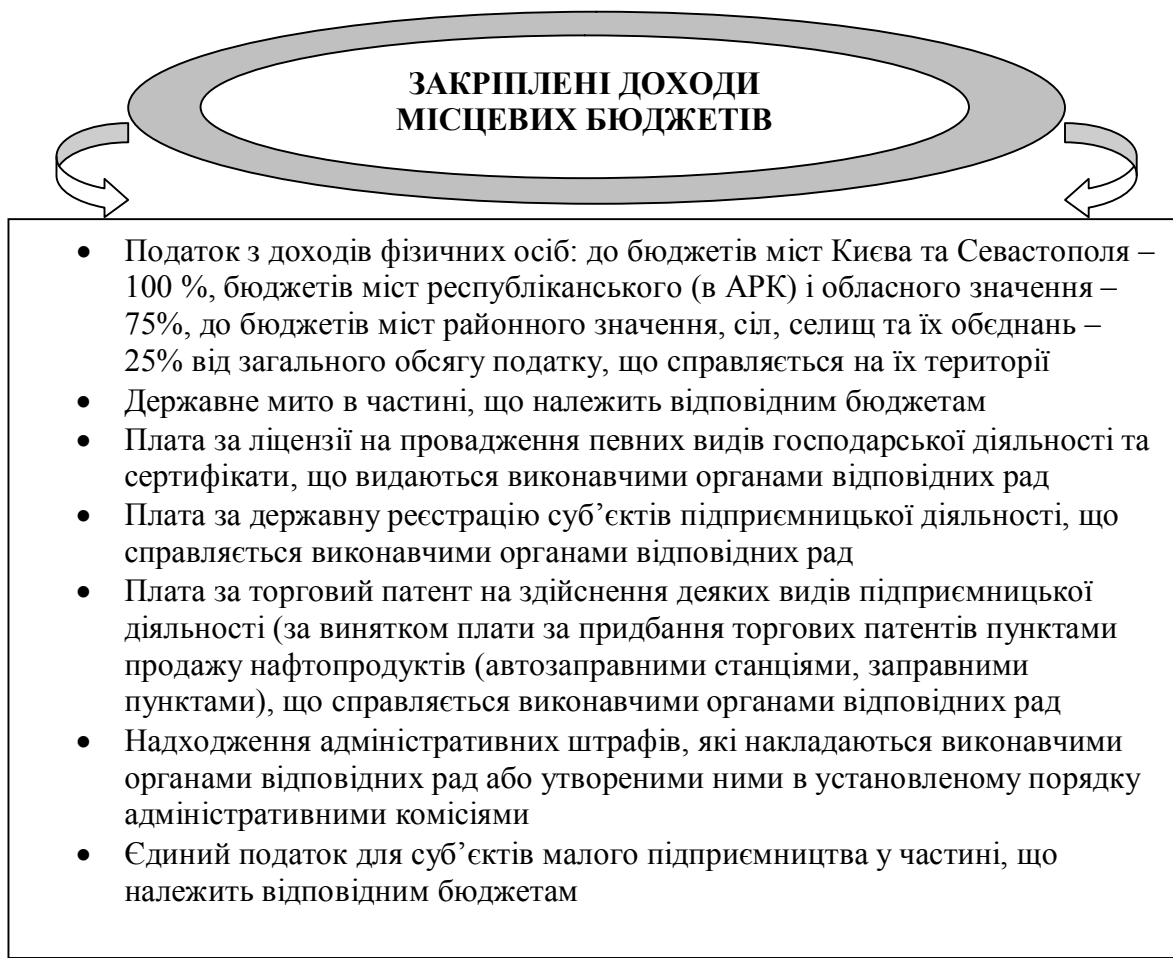 ЗАКРІПЛЕНІ ДОХОДИ
МІСЦЕВИХ БЮДЖЕТІВ
• Податок з доходів фізичних осіб: до бюджетів міст Києва та Севастополя –
100 %, бюджетів міст республіканського (в АРК) і обласного значення –
75%, до бюджетів міст районного значення, сіл, селищ та їх обєднань –
25% від загального обсягу податку, що справляється на їх території
• Державне мито в частині, що належить відповідним бюджетам
• Плата за ліцензії на провадження певних видів господарської діяльності та
сертифікати, що видаються виконавчими органами відповідних рад
• Плата за державну реєстрацію суб’єктів підприємницької діяльності, що
справляється виконавчими органами відповідних рад
• Плата за торговий патент на здійснення деяких видів підприємницької
діяльності (за винятком плати за придбання торгових патентів пунктами
продажу нафтопродуктів (автозаправними станціями, заправними
пунктами), що справляється виконавчими органами відповідних рад
• Надходження адміністративних штрафів, які накладаються виконавчими
органами відповідних рад або утвореними ними в установленому порядку
адміністративними комісіями
• Єдиний податок для суб’єктів малого підприємництва у частині, що
належить відповідним бюджетам